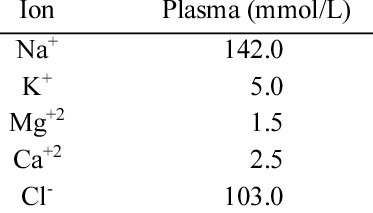 Ion Plasma (mmol/L)
Na+ 142.0
K+ 5.0
Mg+2 1.5
Ca+2 2.5
Cl- 103.0